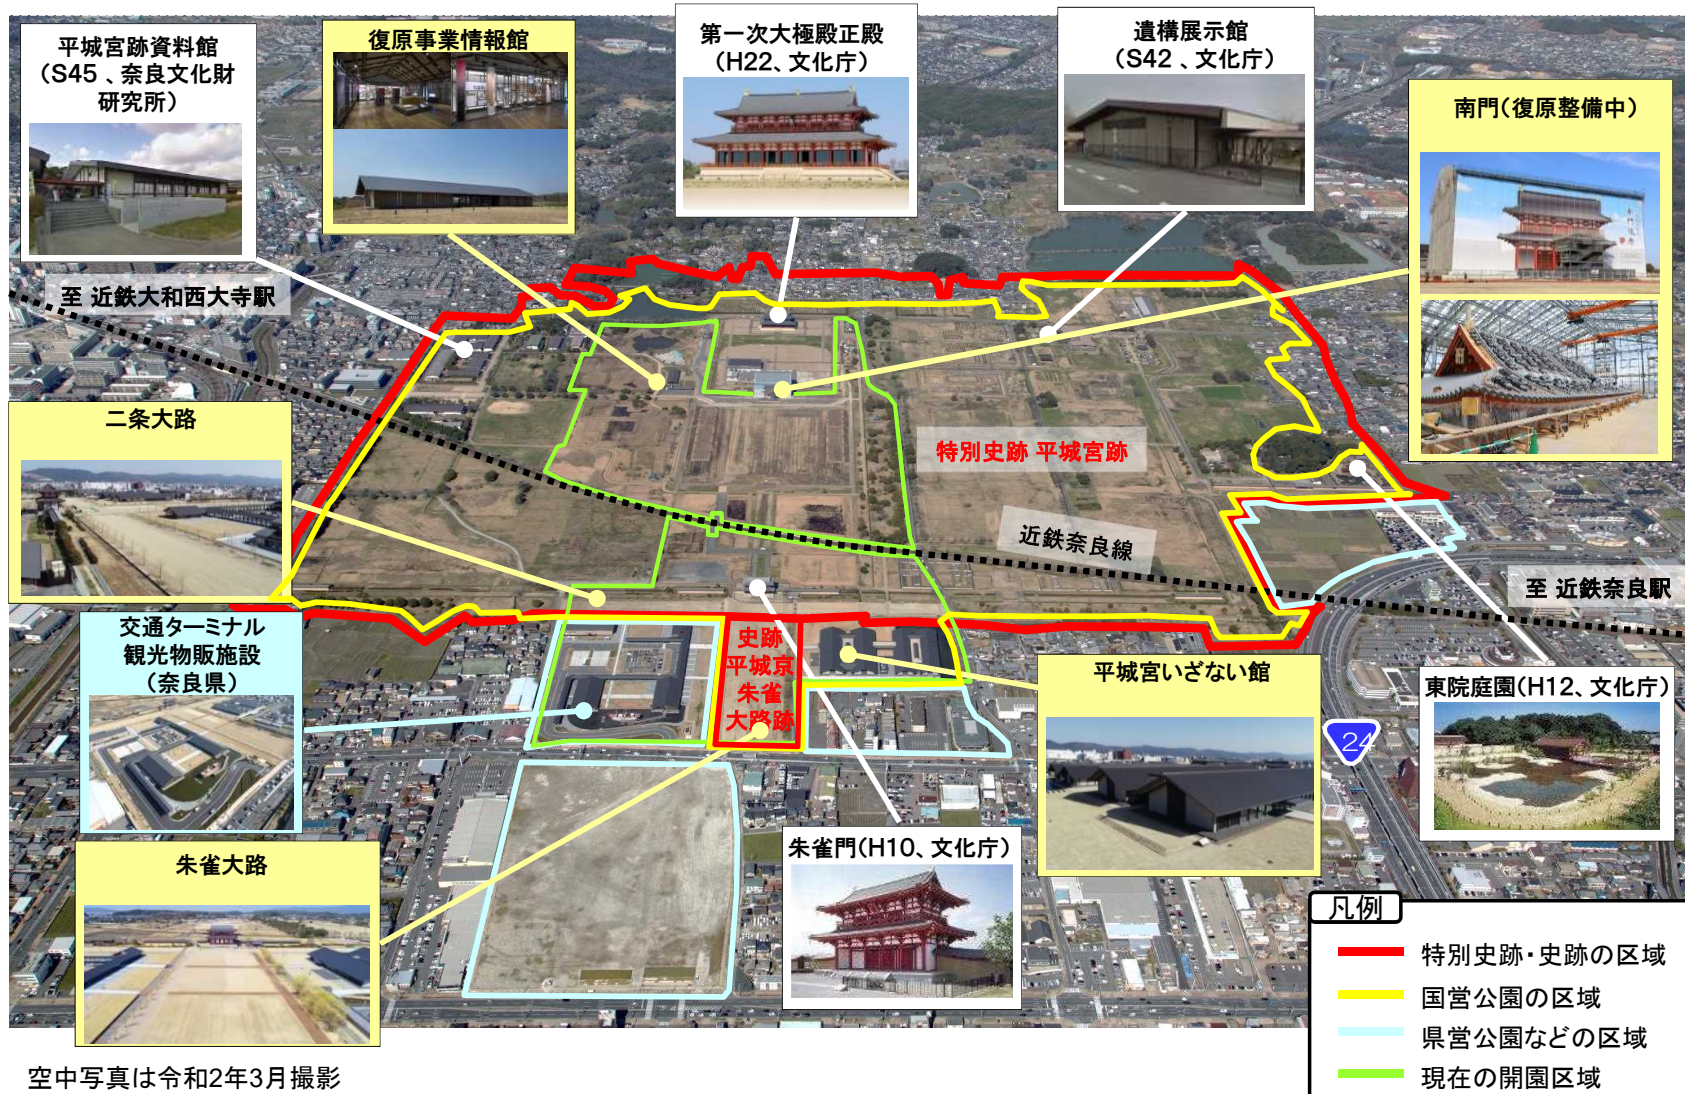 平城宮跡資料館
（S45 、奈良文化財
研究所）
復原事業情報館
第一次大極殿正殿
（H22、文化庁）
遺構展示館
（S42 、文化庁）
南門（復原整備中）
至 近鉄大和西大寺駅
二条大路
特別史跡 平城宮跡
近鉄奈良線
至 近鉄奈良駅
交通ターミナル
観光物販施設
（奈良県）
史跡
平城京
朱雀
大路跡
平城宮いざない館
東院庭園（H12、文化庁）
24
朱雀大路
朱雀門（H10、文化庁）
凡例
特別史跡・史跡の区域
国営公園の区域
県営公園などの区域
現在の開園区域
空中写真は令和2年3月撮影